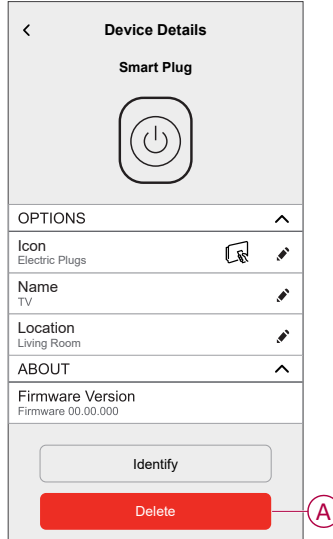 Device Details
Smart Plug
OPTIONS
Icon
Electric Plugs
Name
TV
Location
Living Room
ABOUT
Firmware Version
Firmware 00.00.000
Identify
Delete
A